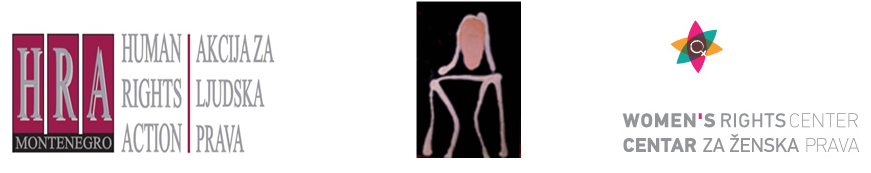 HRA
MONTENEGRO
HUMAN
RIGHTS
ACTION
AKCIJA ZA
LJUDSKA
PRAVA
WOMEN'S RIGHTS CENTER
CENTAR ZA ŽENSKA PRAVA